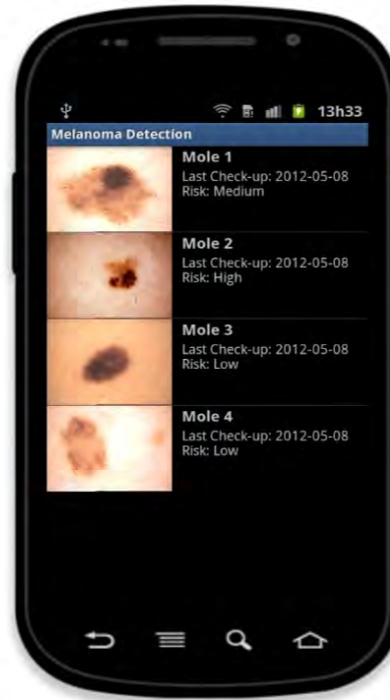 13h33
Melanoma Detection
Mole 1
Last Check-up: 2012-05-08
Risk: Medium
Mole 2
Last Check-up: 2012-05-08
Risk: High
Mole 3
Last Check-up: 2012-05-08
Risk: Low
Mole 4
Last Check-up: 2012-05-08
Risk: Low